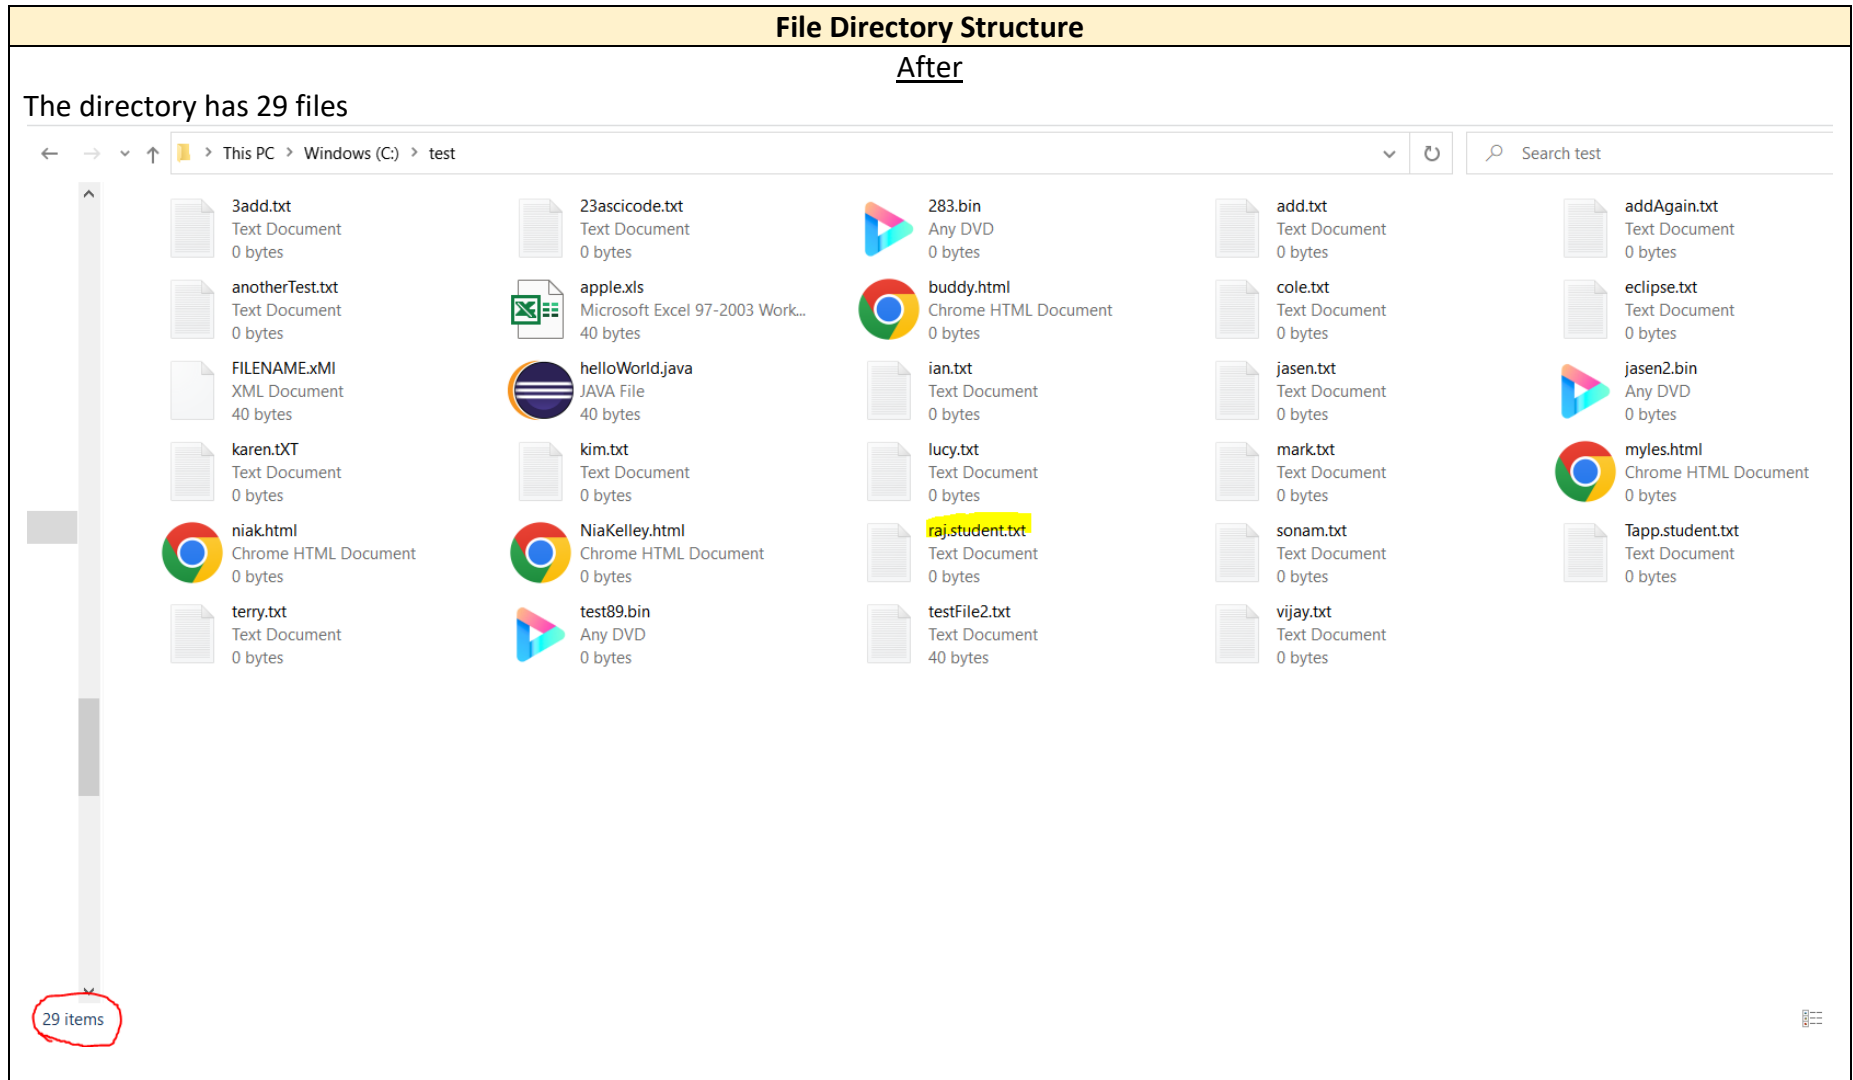 File Directory Structure
After
The directory has 29 files
This PC > Windows (C:) > test
Search test
3add.txt
Text Document
0 bytes
23ascicode.txt
Text Document
0 bytes
283.bin
Any DVD
0 bytes
add.txt
Text Document
0 bytes
addAgain.txt
Text Document
0 bytes
anotherTest.txt
Text Document
0 bytes
apple.xls
Microsoft Excel 97-2003 Work...
40 bytes
buddy.html
Chrome HTML Document
0 bytes
cole.txt
Text Document
0 bytes
eclipse.txt
Text Document
0 bytes
FILENAME.xMl
XML Document
40 bytes
helloWorld.java
JAVA File
40 bytes
ian.txt
Text Document
0 bytes
jasen.txt
Text Document
0 bytes
jasen2.bin
Any DVD
0 bytes
karen.tXT
Text Document
0 bytes
kim.txt
Text Document
0 bytes
lucy.txt
Text Document
0 bytes
mark.txt
Text Document
0 bytes
myles.html
Chrome HTML Document
0 bytes
niak.html
Chrome HTML Document
0 bytes
NiaKelley.html
Chrome HTML Document
0 bytes
raj.student.txt
Text Document
0 bytes
sonam.txt
Text Document
0 bytes
Tapp.student.txt
Text Document
0 bytes
terry.txt
Text Document
0 bytes
test89.bin
Any DVD
0 bytes
testFile2.txt
Text Document
40 bytes
vijay.txt
Text Document
0 bytes
29 items